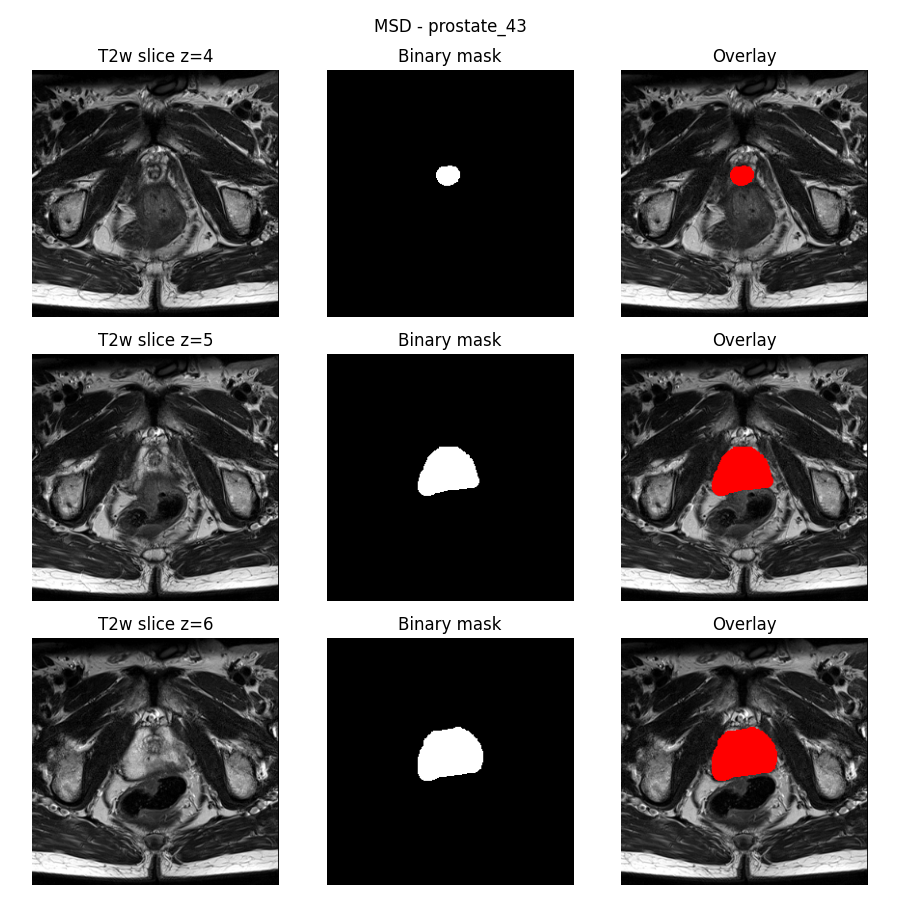 MSD - prostate_43
T2w slice z=4
Binary mask
Overlay
T2w slice z=5
Binary mask
Overlay
T2w slice z=6
Binary mask
Overlay